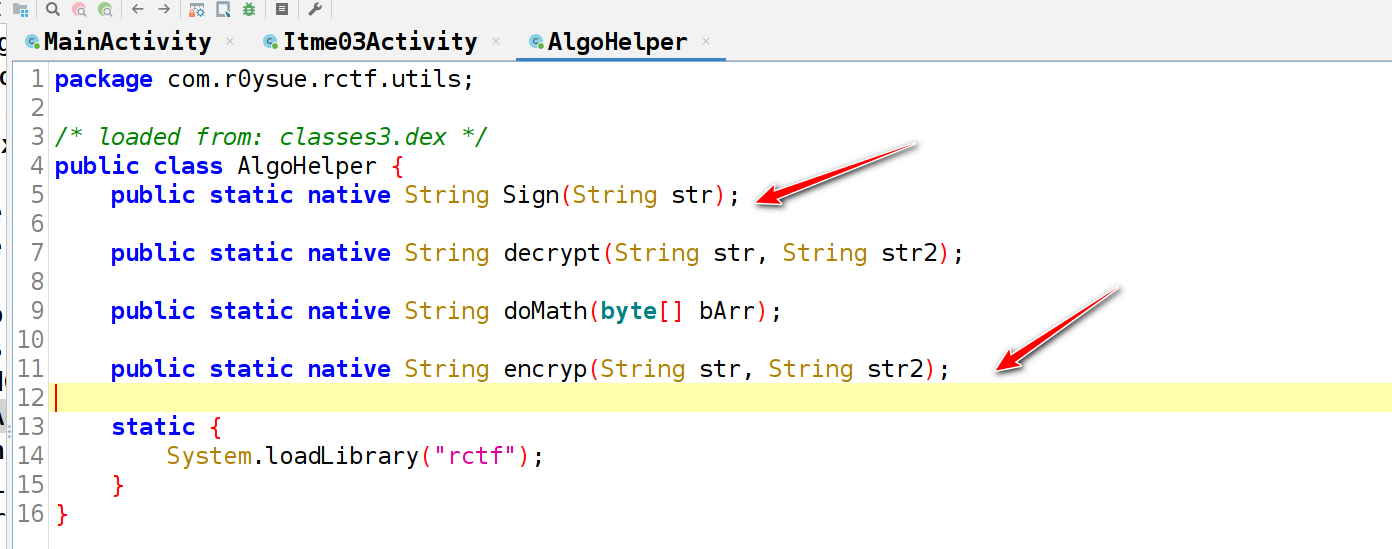 MainActivity × Itme03Activity × AlgoHelper ×
1 package com.r0ysue.rctf.utils;
2
3 /* loaded from: classes3.dex */
4 public class AlgoHelper {
5     public static native String Sign(String str);
6
7     public static native String decrypt(String str, String str2);
8
9     public static native String doMath(byte[] bArr);
10
11     public static native String encryp(String str, String str2);
12
13     static {
14         System.loadLibrary("rctf");
15     }
16 }